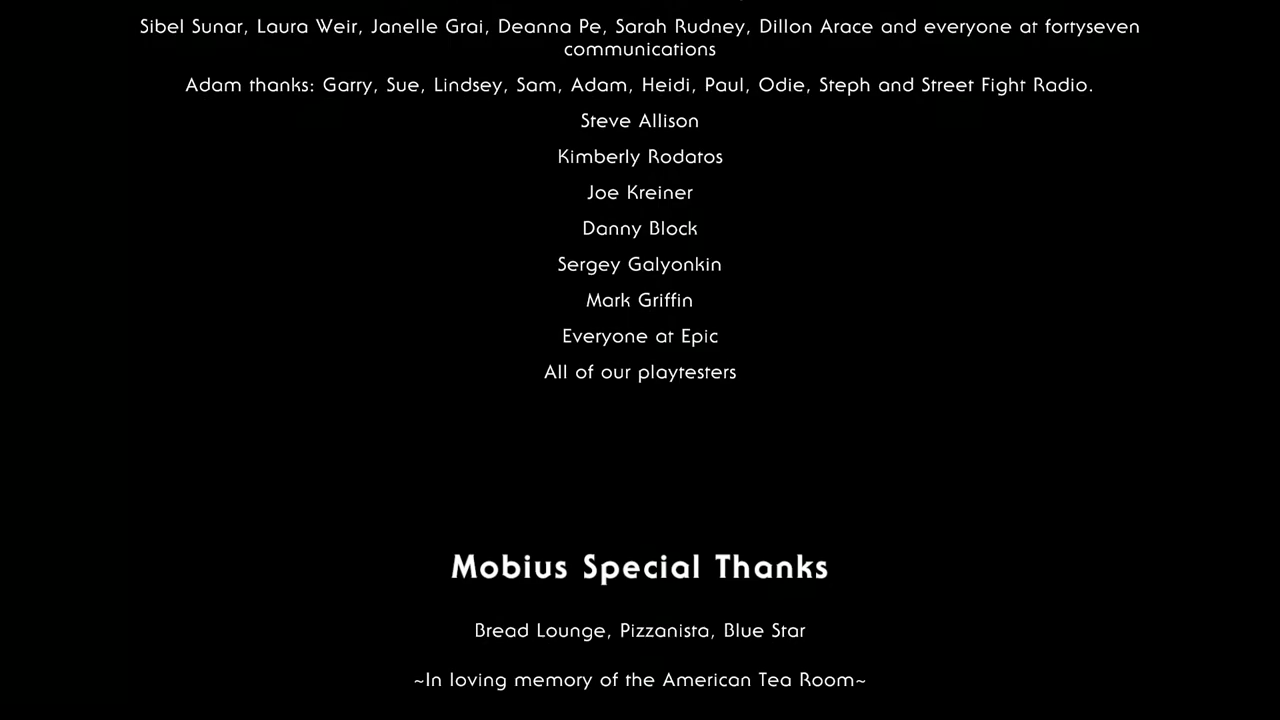 Sibel Sunar, Laura Weir, Janelle Grai, Deanna Pe, Sarah Rudney, Dillon Arace and everyone at fortyseven
communications
Adam thanks: Garry, Sue, Lindsey, Sam, Adam, Heidi, Paul, Odie, Steph and Street Fight Radio.
Steve Allison
Kimberly Rodatos
Joe Kreiner
Danny Block
Sergey Galyonkin
Mark Griffin
Everyone at Epic
All of our playtesters
Mobius Special Thanks
Bread Lounge, Pizzanista, Blue Star
~In loving memory of the American Tea Room~